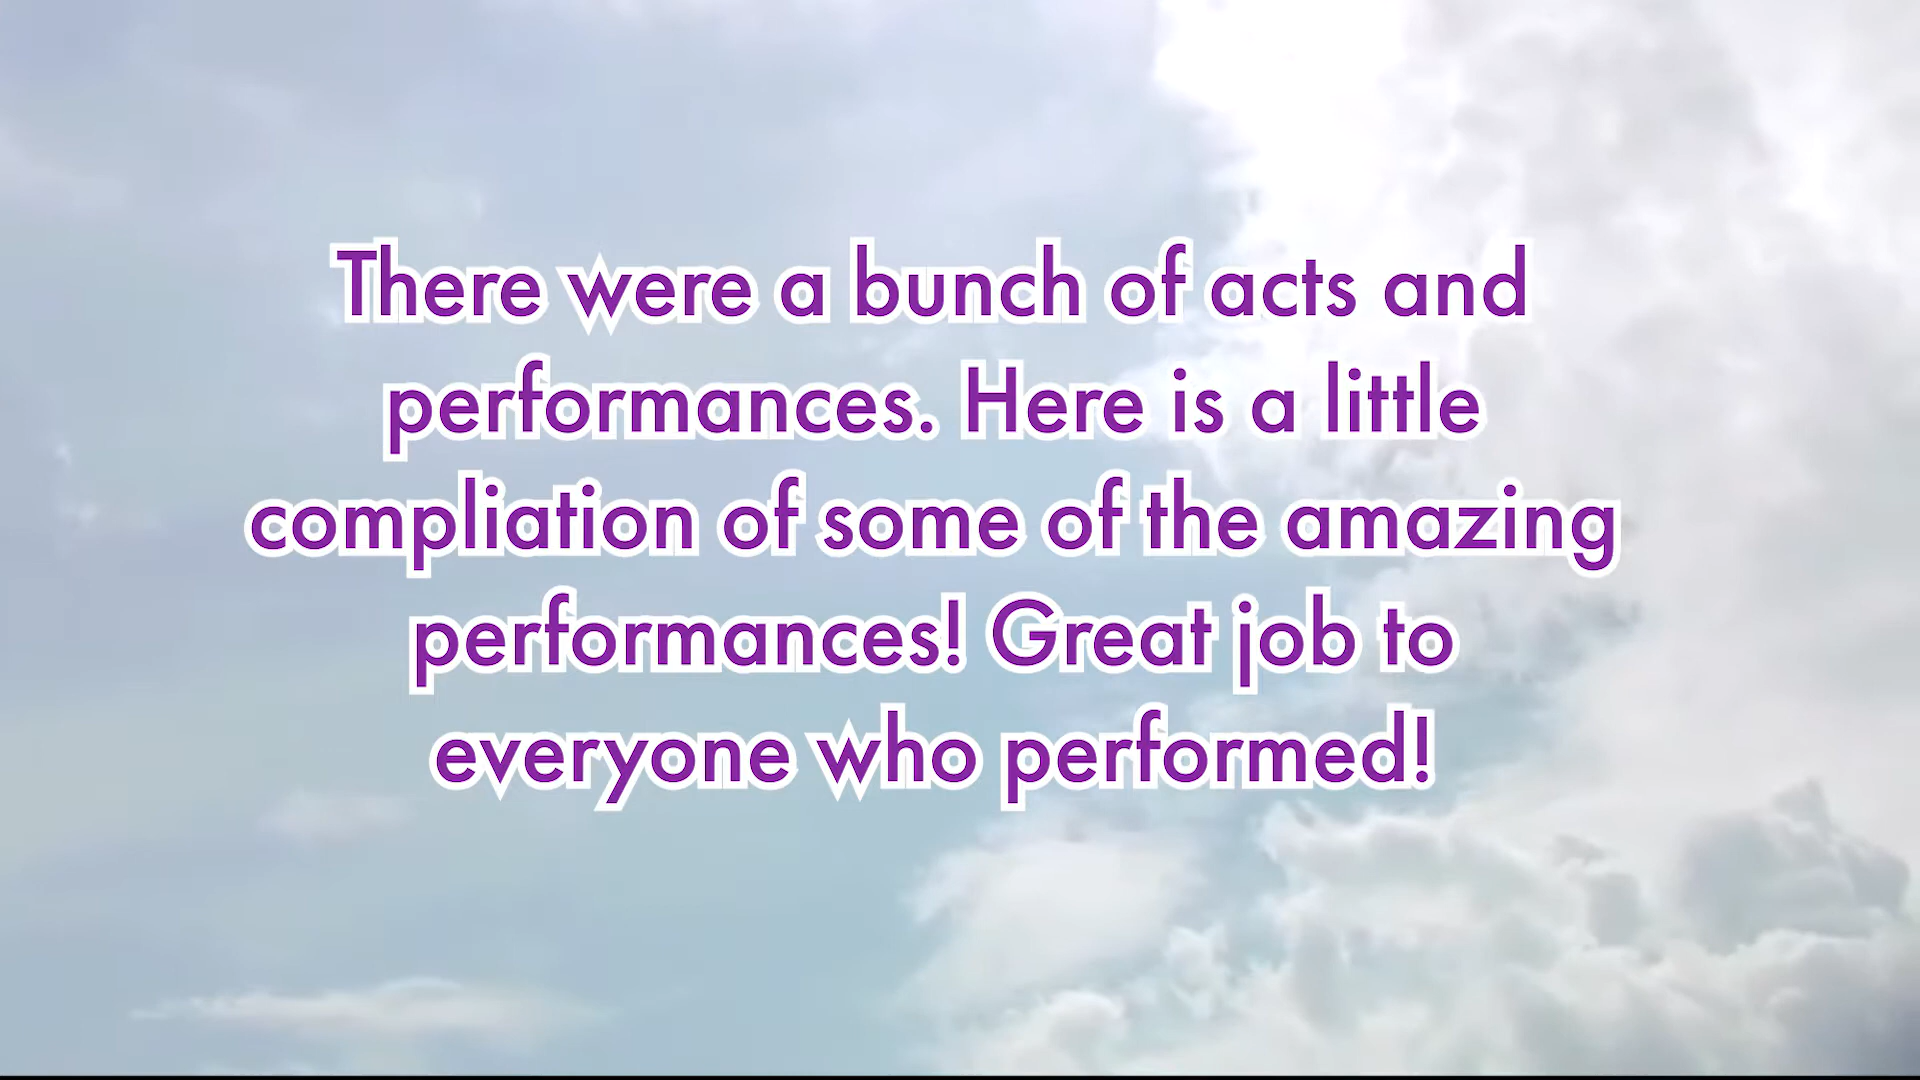 There were a bunch of acts and
performances. Here is a little
compliation of some of the amazing
performances! Great job to
everyone who performed!